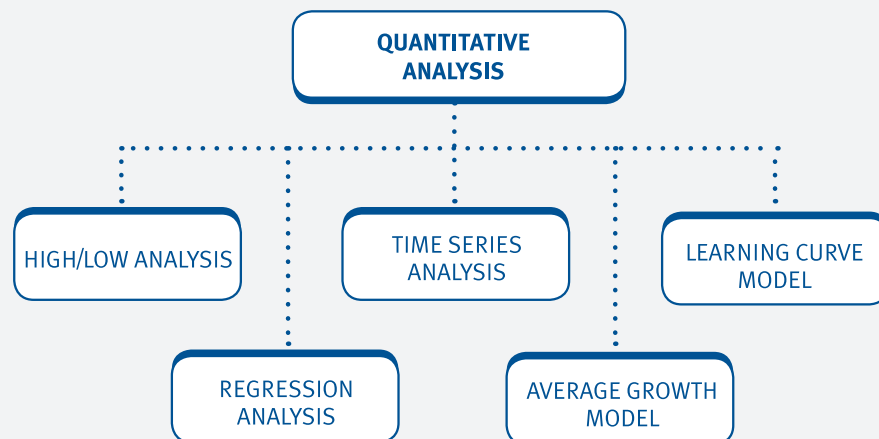 QUANTITATIVE
ANALYSIS
HIGH/LOW ANALYSIS
TIME SERIES
ANALYSIS
LEARNING CURVE
MODEL
REGRESSION
ANALYSIS
AVERAGE GROWTH
MODEL